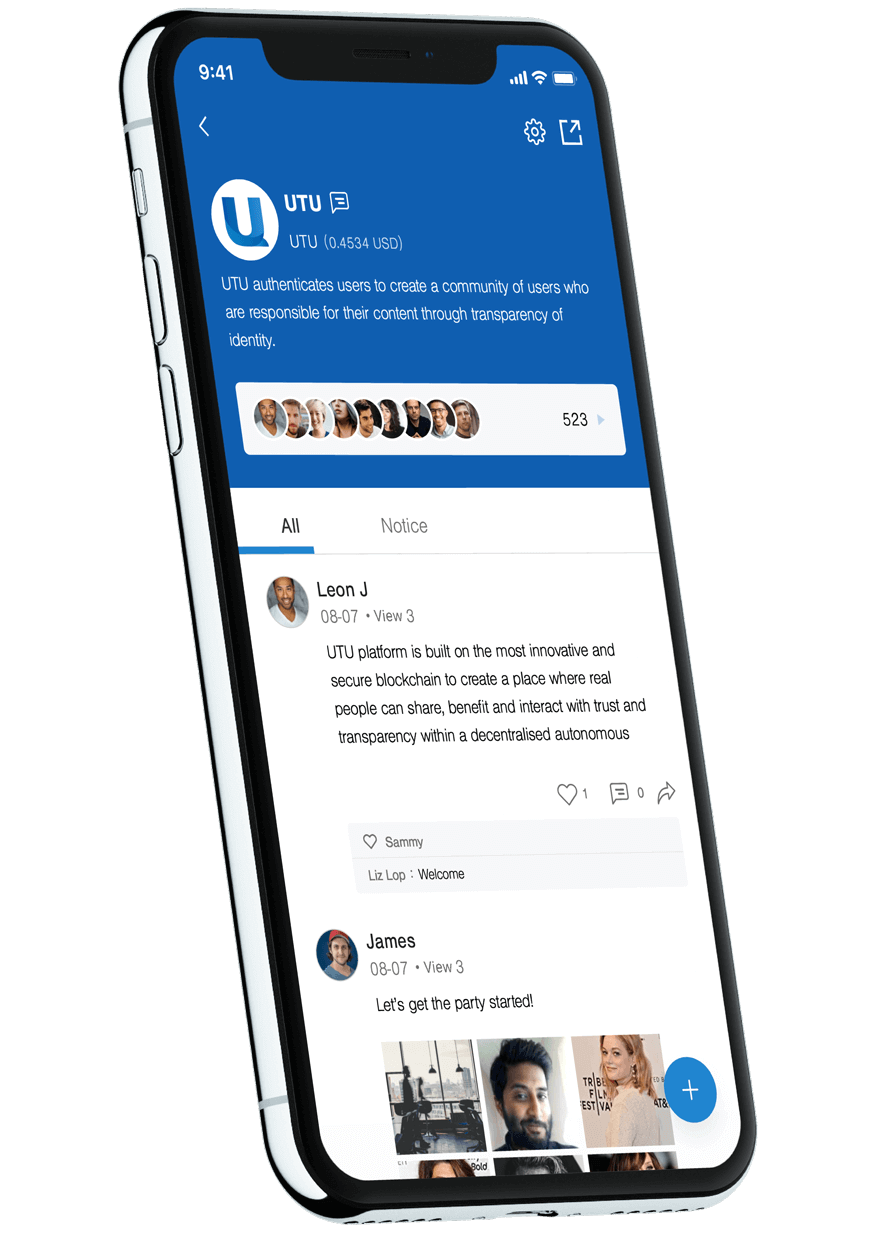 9:41
U
UTU
UTU (0.4534 USD)
UTU authenticates users to create a community of users who
are responsible for their content through transparency of
identity.
523
All
Notice
Leon J
08-07 • View 3
UTU platform is built on the most innovative and
secure blockchain to create a place where real
people can share, benefit and interact with trust and
transparency within a decentralised autonomous
1
0
Sammy
Liz Lop : Welcome
James
08-07 • View 3
Let's get the party started!
FESTIVAL
AT&
+
Bold